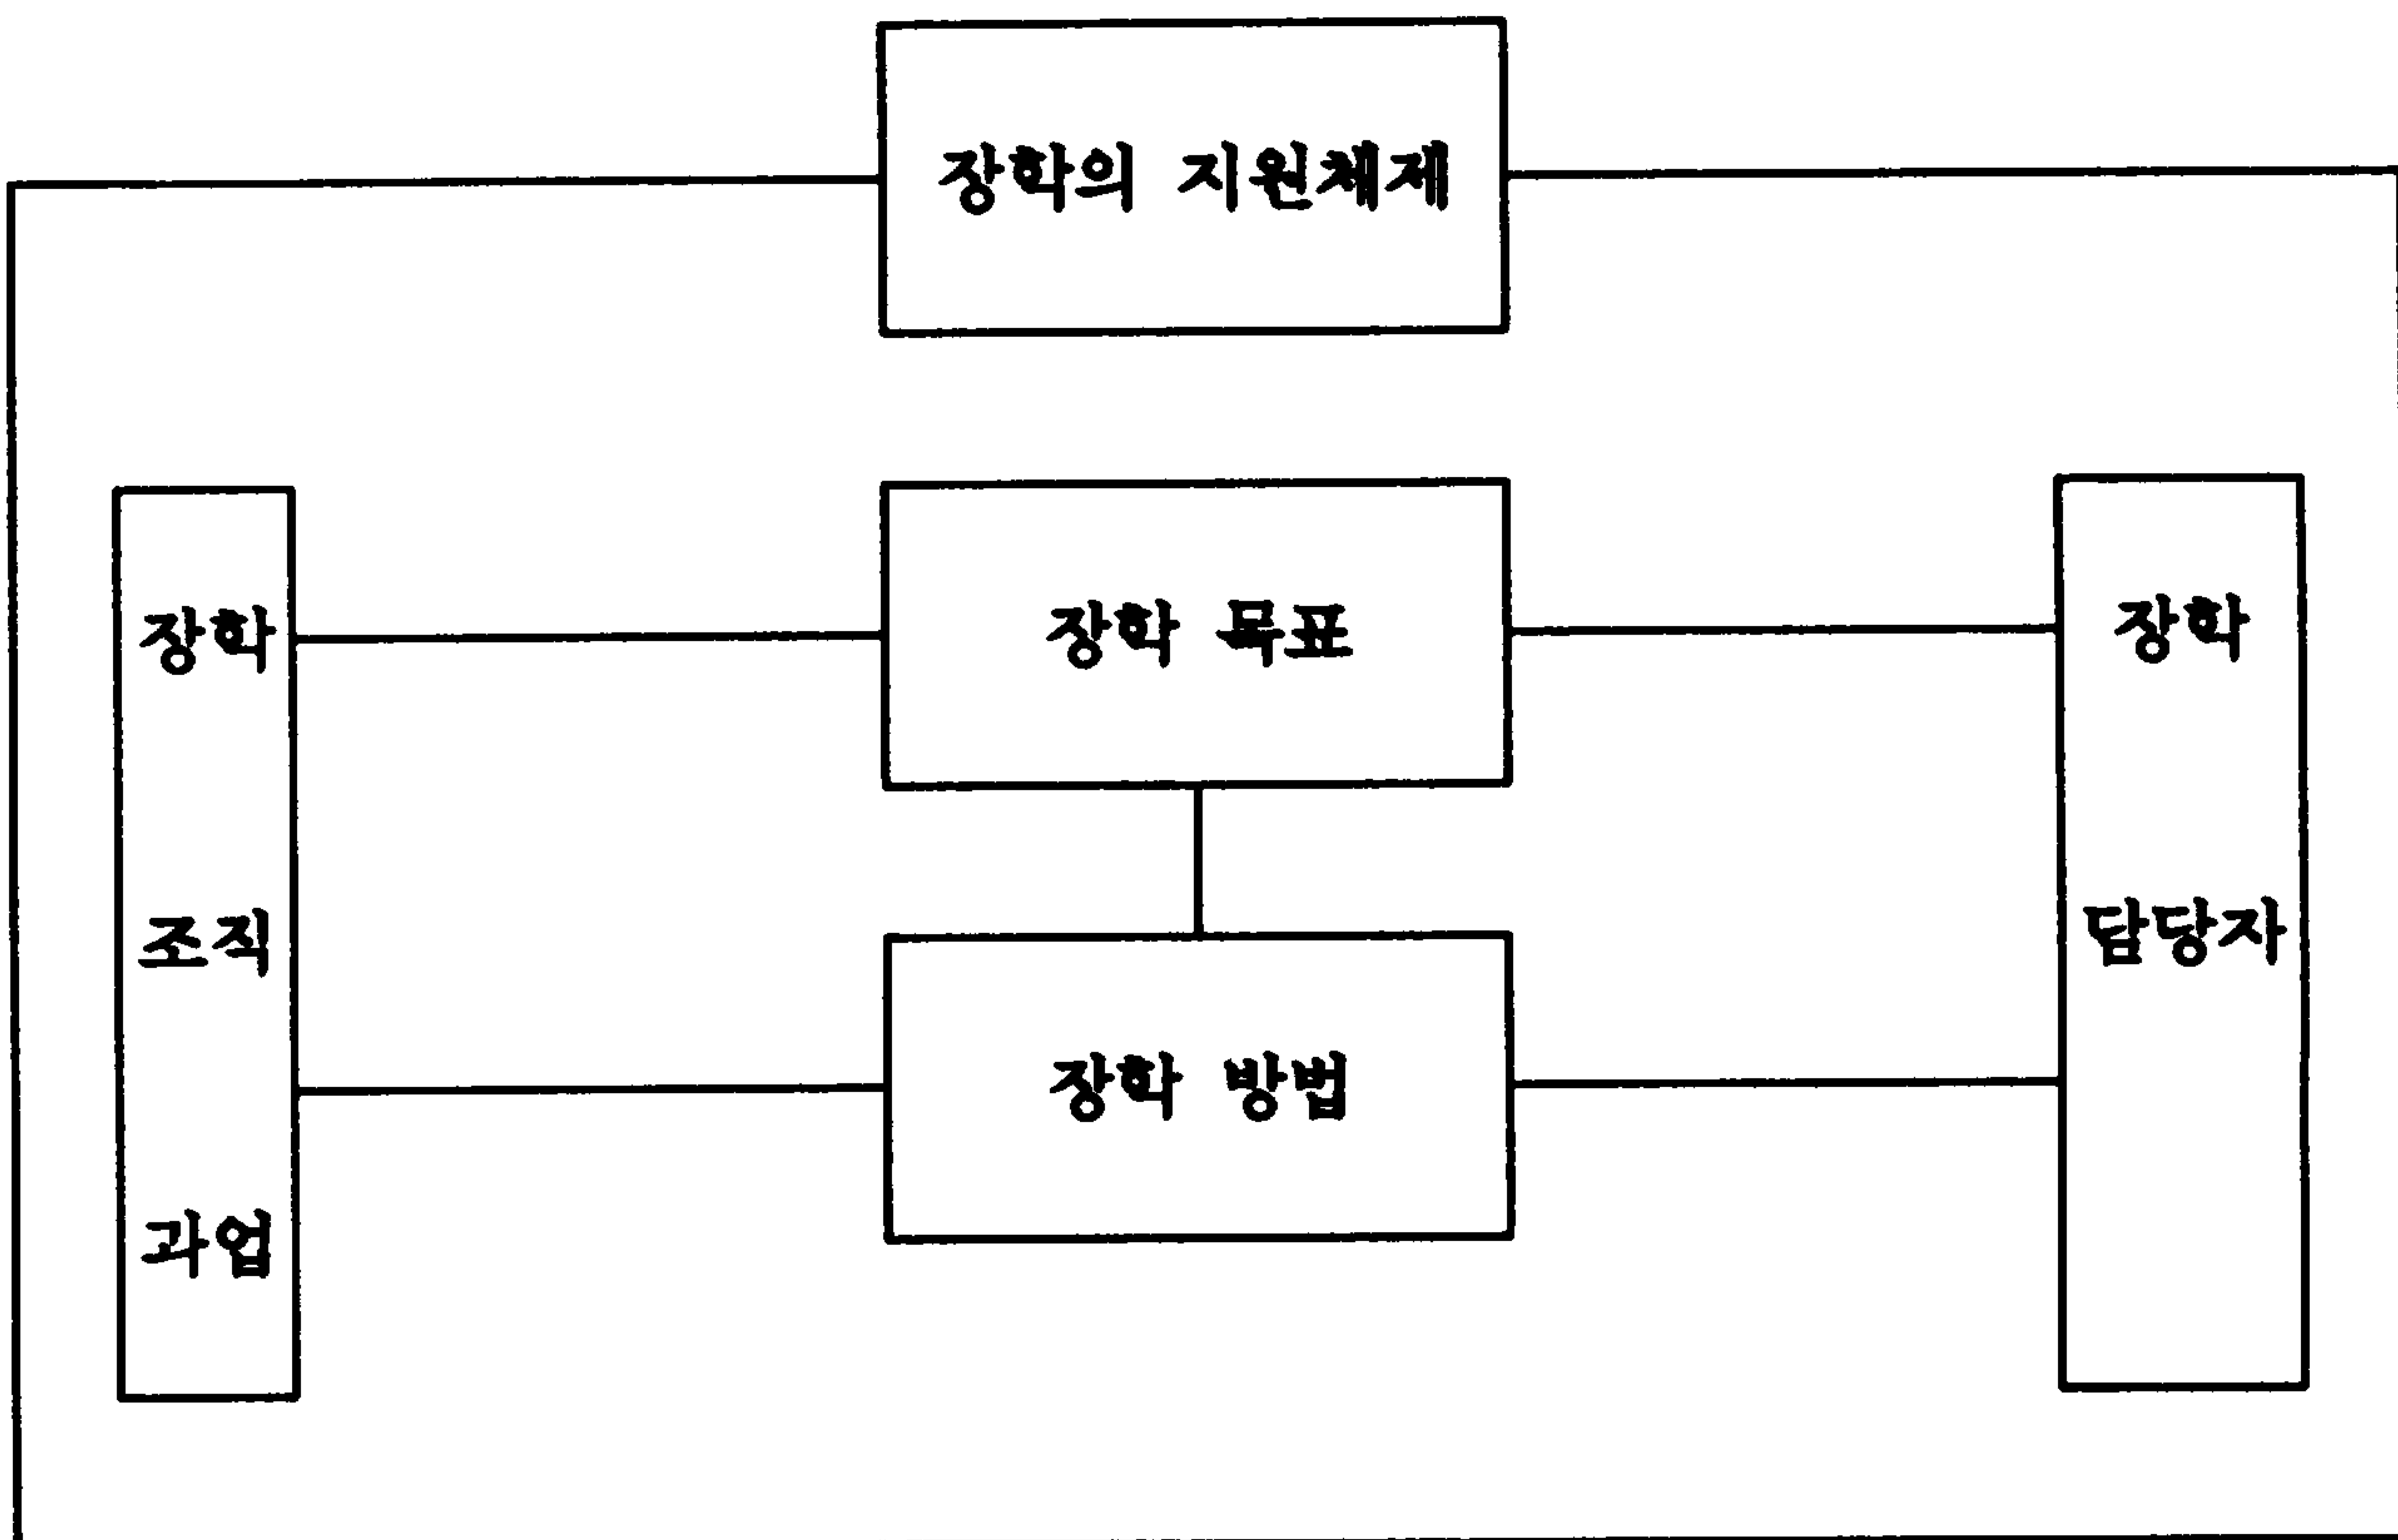 장학의 지원체제
장학
조직
과업
장학 목표
장학 방법
장학
담당자